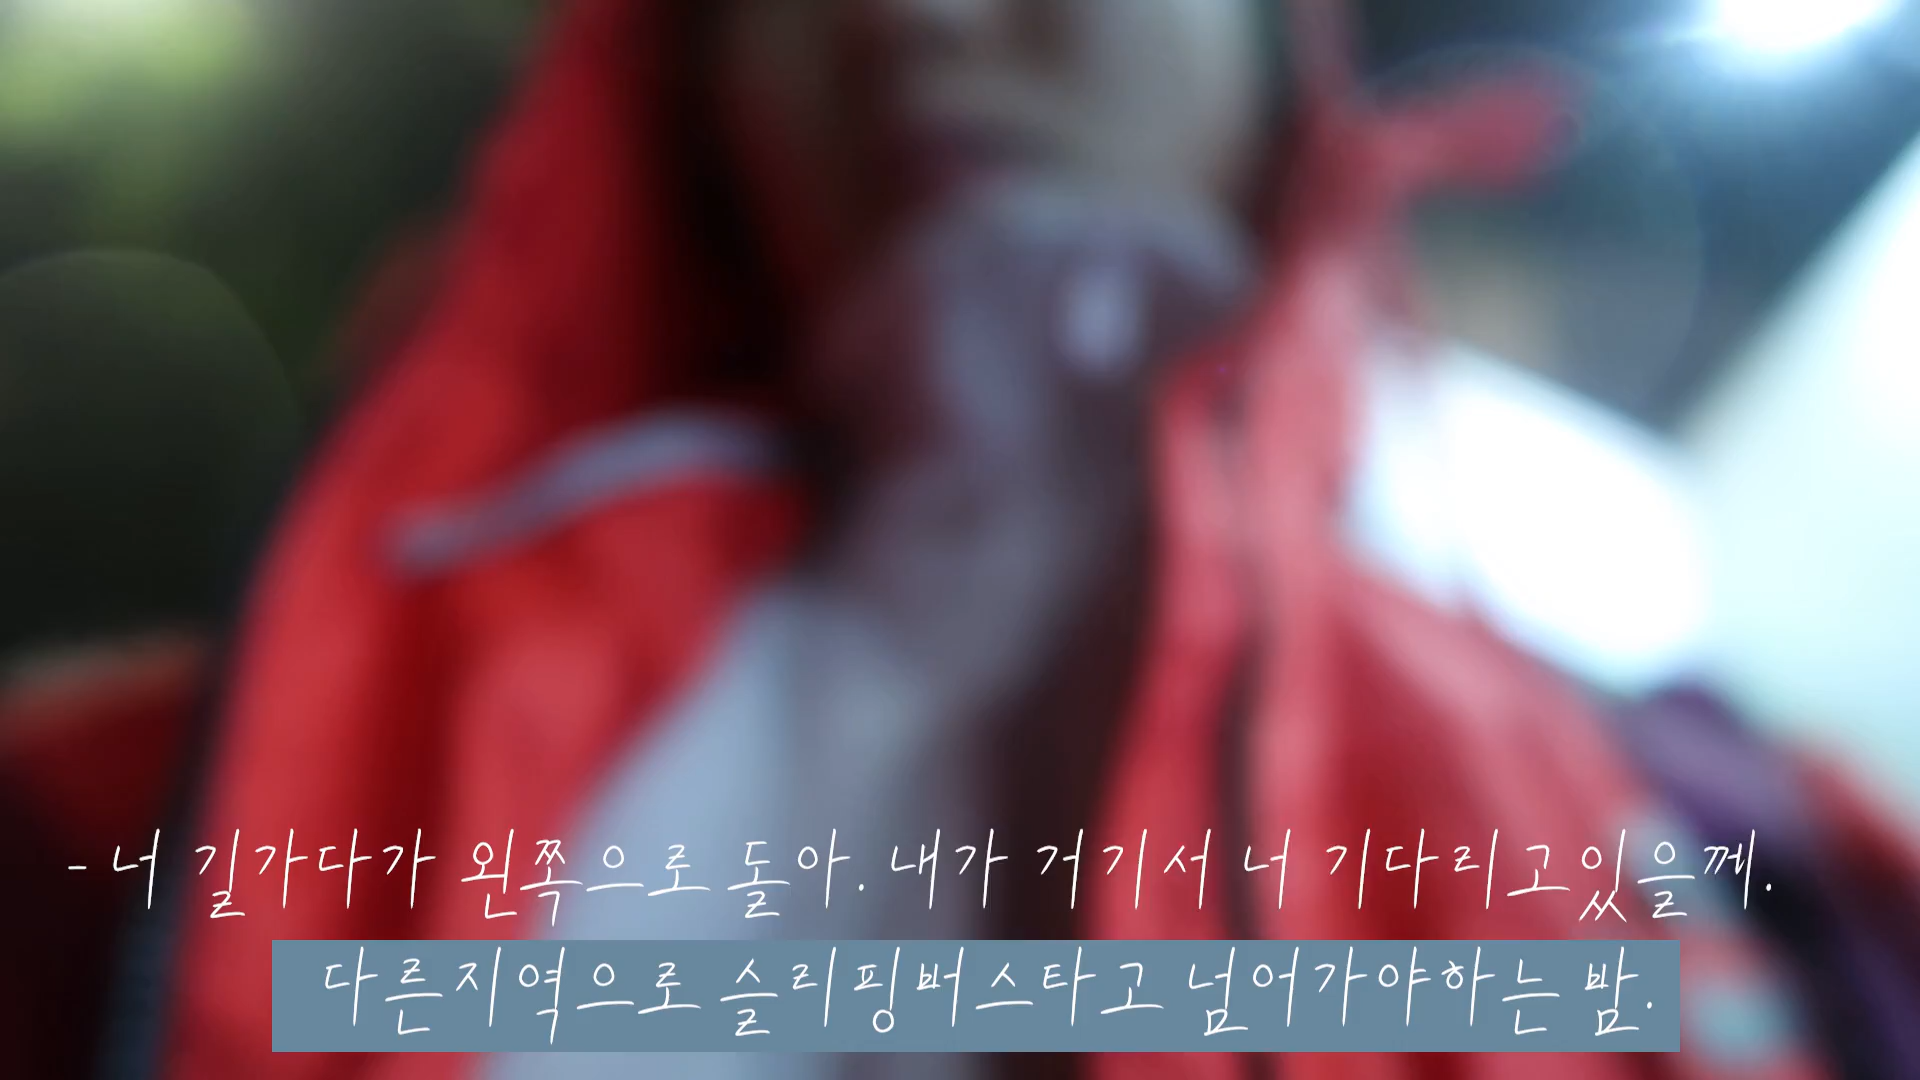 - 너 길가다가 왼쪽으로 돌아. 내가 거기서 너 기다리고있을께.
다른지역으로 슬리핑버스타고 넘어가야하는 밤.